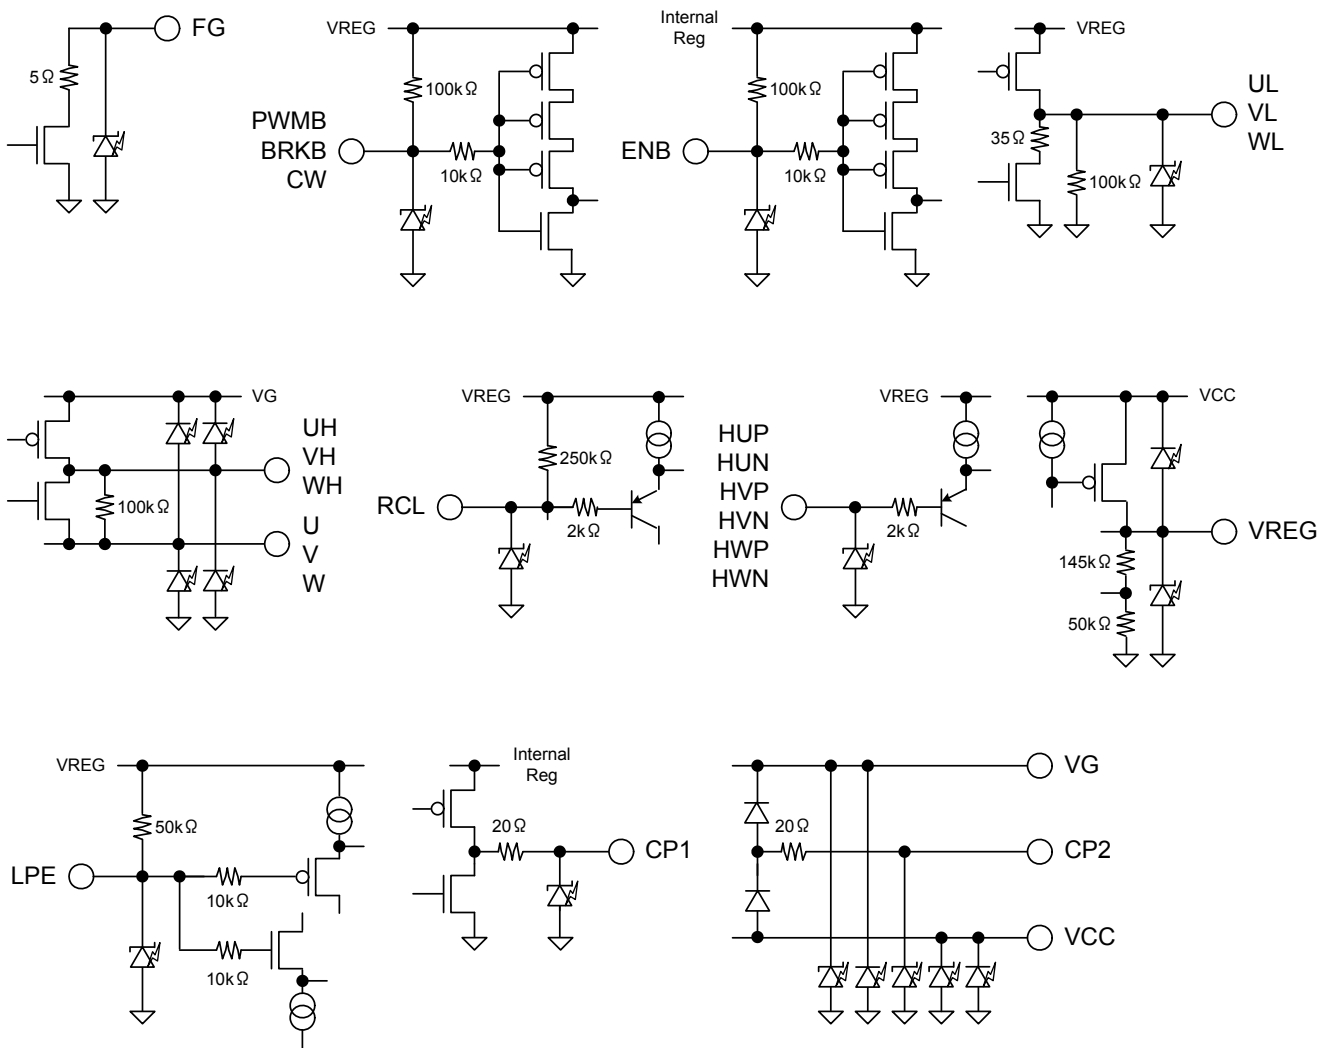 FG
5Ω
VREG
100kΩ
PWMB
BRKB
CW
10kΩ
Internal
Reg
100kΩ
ENB
10kΩ
VREG
UL
VL
WL
35Ω
100kΩ
VG
UH
VH
WH
100kΩ
U
V
W
VREG
250kΩ
RCL
2kΩ
VREG
HUP
HUN
HVP
HVN
HWP
HWN
2kΩ
VCC
VREG
145kΩ
50kΩ
VREG
50kΩ
LPE
10kΩ
10kΩ
Internal
Reg
20Ω
CP1
VG
20Ω
CP2
VCC